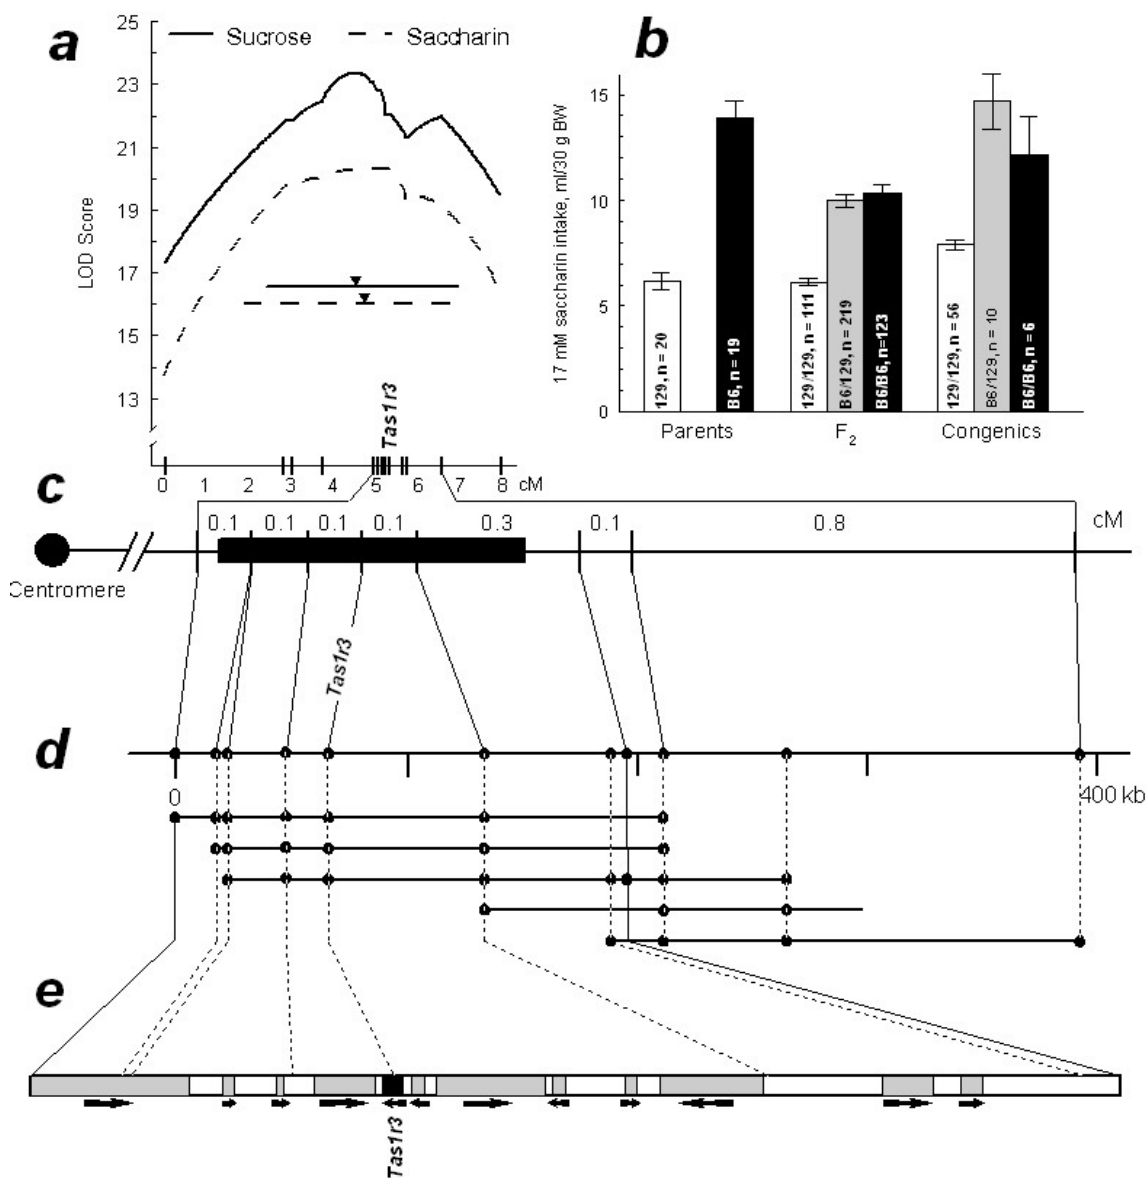 a
Sucrose
Saccharin
LOD Score
25
23
21
19
17
15
13
Tas1r3
0 1 2 3 4 5 6 7 8 cM
b
17 mM saccharin intake, ml/30 g BW
15
10
5
0
129, n = 20
B6, n = 19
129/129, n = 111
B6/129, n = 219
B6/B6, n=123
129/129, n = 56
B6/129, n = 10
B6/B6, n = 6
Parents
F2
Congenics
c
0.1 0.1 0.1 0.1 0.3 0.1 0.8 cM
Centromere
Tas1r3
d
0
400 kb
e
Tas1r3